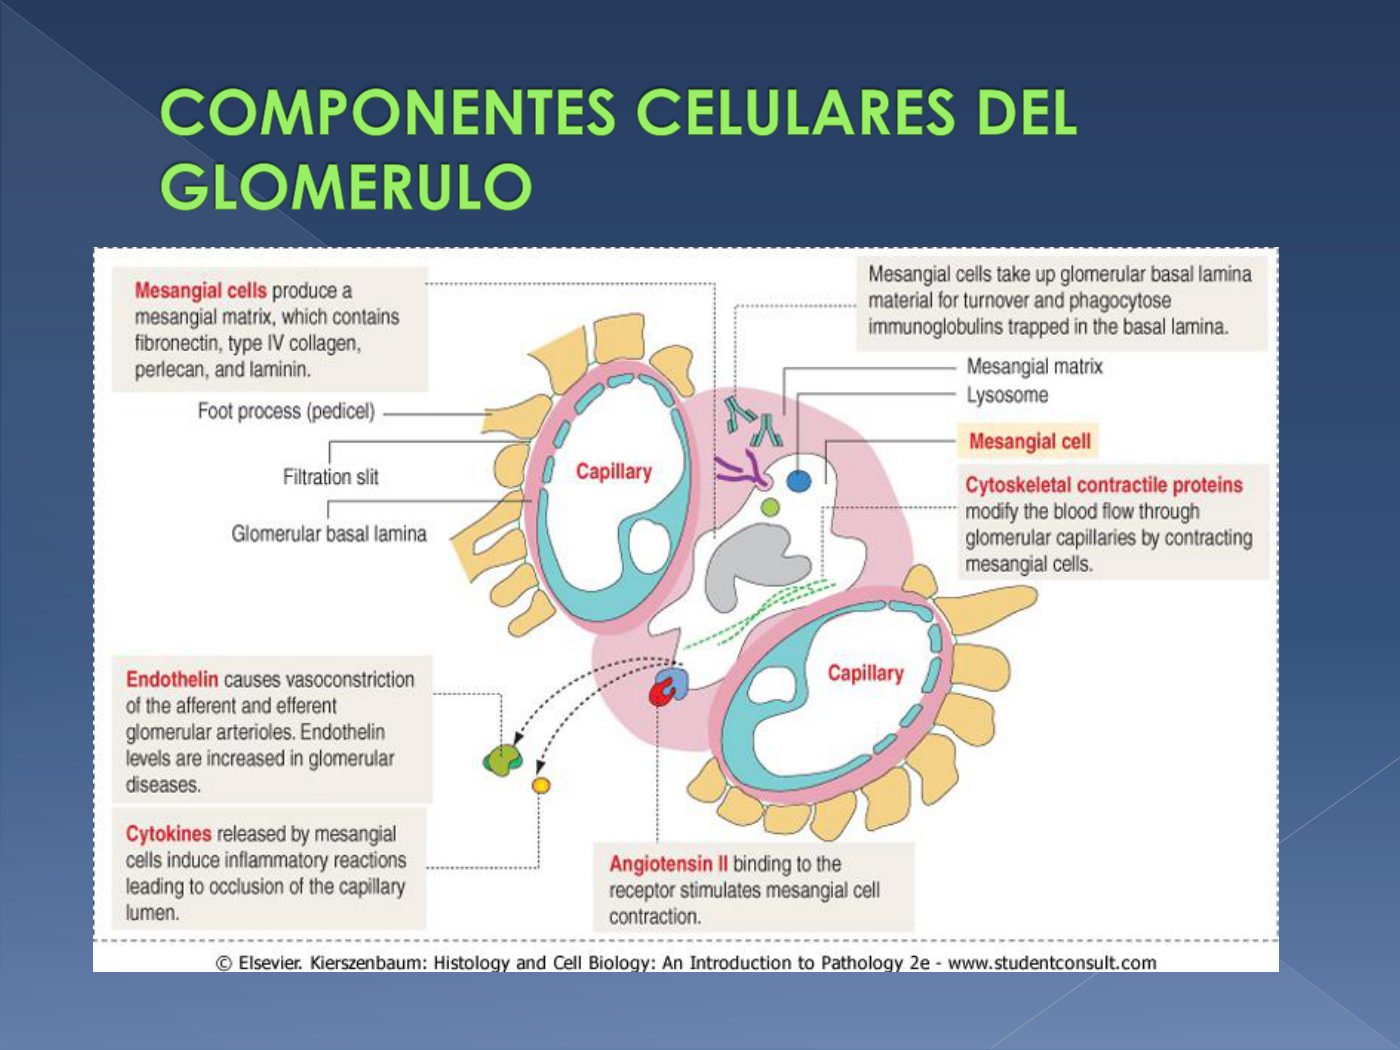 COMPONENTES CELULARES DEL
GLOMERULO
Mesangial cells produce a
mesangial matrix, which contains
fibronectin, type IV collagen,
perlecan, and laminin.
Mesangial cells take up glomerular basal lamina
material for turnover and phagocytose
immunoglobulins trapped in the basal lamina.
Mesangial matrix
Lysosome
Foot process (pedicel)
Mesangial cell
Filtration slit
Capillary
Cytoskeletal contractile proteins
modify the blood flow through
glomerular capillaries by contracting
mesangial cells.
Glomerular basal lamina
Capillary
Endothelin causes vasoconstriction
of the afferent and efferent
glomerular arterioles. Endothelin
levels are increased in glomerular
diseases.
Cytokines released by mesangial
cells induce inflammatory reactions
leading to occlusion of the capillary
lumen.
Angiotensin II binding to the
receptor stimulates mesangial cell
contraction.
© Elsevier. Kierszenbaum: Histology and Cell Biology: An Introduction to Pathology 2e - www.studentconsult.com